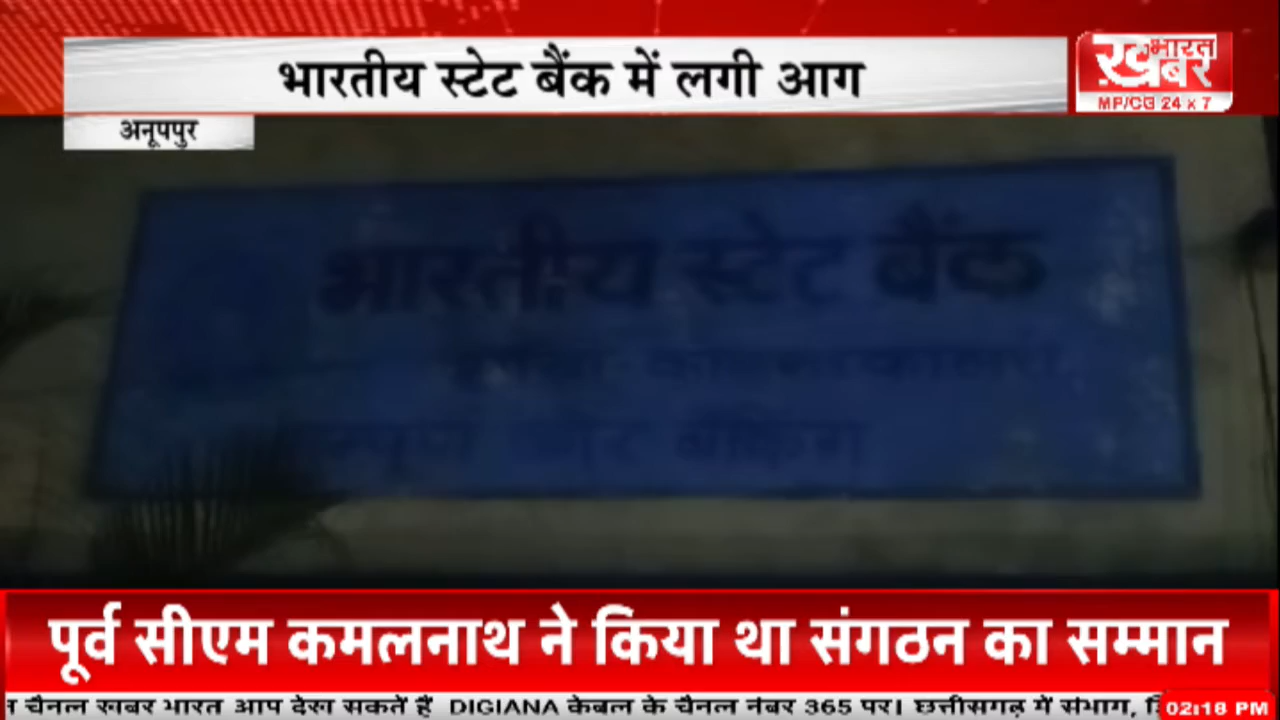 भारतीय स्टेट बैंक में लगी आग
भारत
ख़बर
MP/CG 24 x 7
अनूपपुर
भारतीय स्टेट बैंक
पूर्व सीएम कमलनाथ ने किया था संगठन का सम्मान
चैनल खबर भारत आप देख सकतें हैं DIGIANA केबल के चैनल नंबर 365 पर। छत्तीसगढ़ में संभाग,
02:18 PM